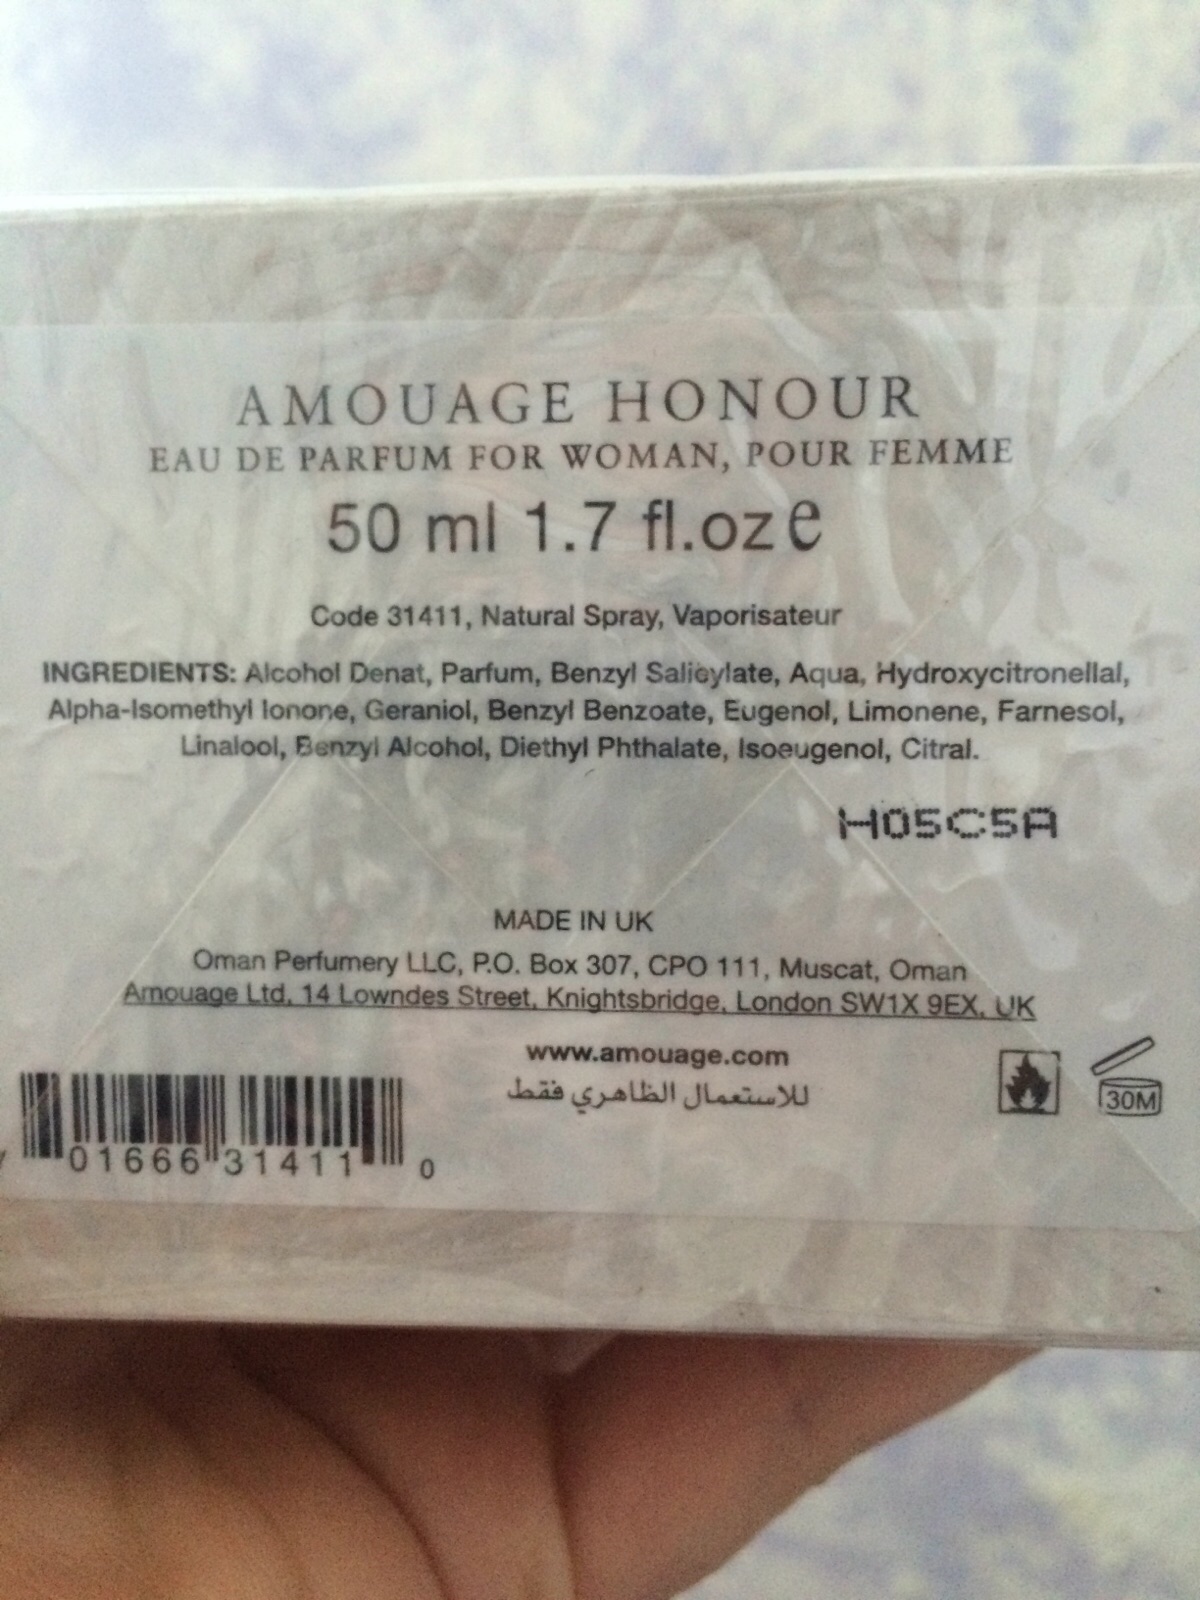 AMOUAGE HONOUR
EAU DE PARFUM FOR WOMAN, POUR FEMME
50 ml 1.7 fl.oz e
Code 31411, Natural Spray, Vaporisateur
INGREDIENTS: Alcohol Denat, Parfum, Benzyl Salicylate, Aqua, Hydroxycitronellal,
Alpha-Isomethyl Ionone, Geraniol, Benzyl Benzoate, Eugenol, Limonene, Farnesol,
Linalool, Benzyl Alcohol, Diethyl Phthalate, Isoeugenol, Citral.
H05C5A
MADE IN UK
Oman Perfumery LLC, P.O. Box 307, CPO 111, Muscat, Oman
Amouage Ltd, 14 Lowndes Street, Knightsbridge, London SW1X 9EX, UK
www.amouage.com
للاستعمال الظاهري فقط
30M
01666 31411 0